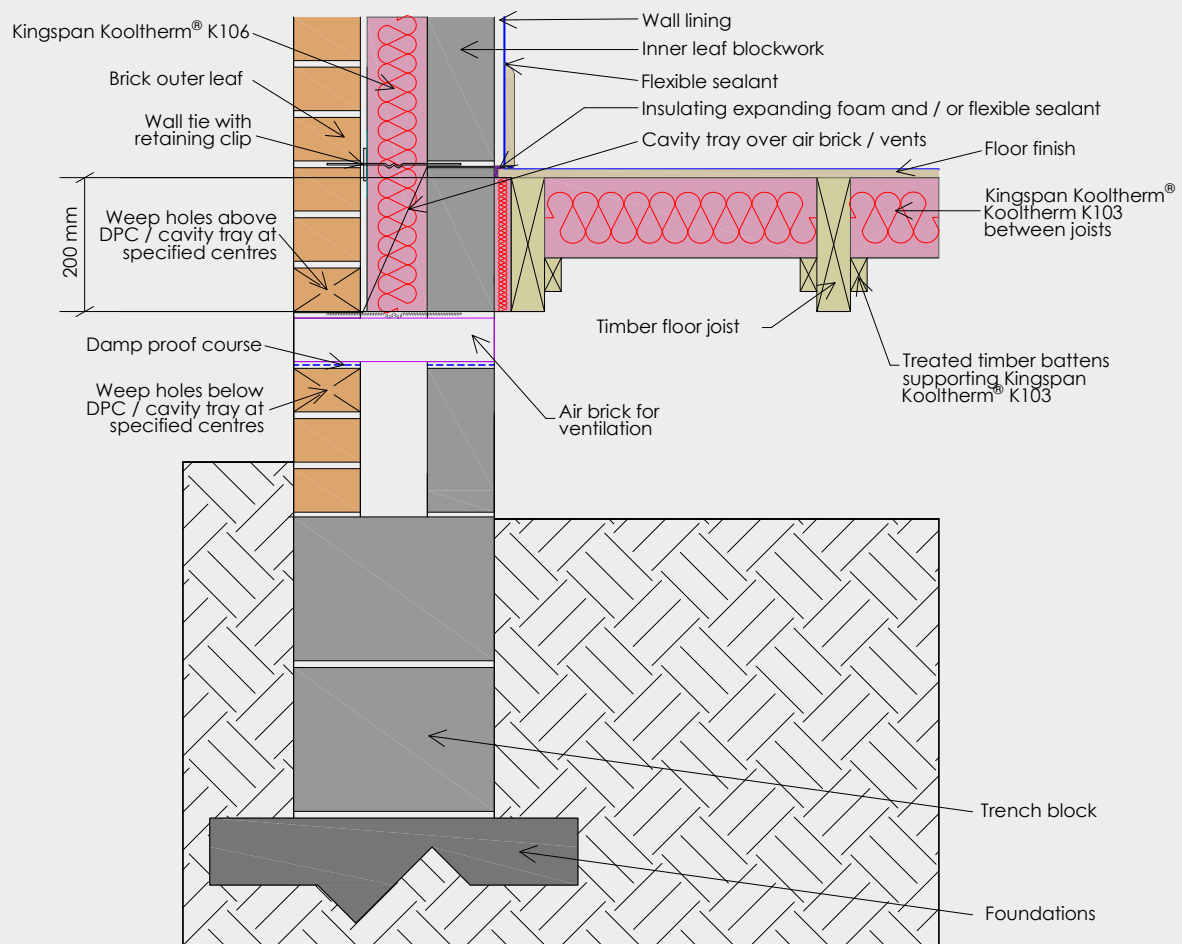 Kingspan Kooltherm® K106
Brick outer leaf
Wall tie with
retaining clip
200 mm
Weep holes above
DPC / cavity tray at
specified centres
Damp proof course
Weep holes below
DPC / cavity tray at
specified centres
Wall lining
Inner leaf blockwork
Flexible sealant
Insulating expanding foam and / or flexible sealant
Cavity tray over air brick / vents
Floor finish
Kingspan Kooltherm®
Kooltherm K103
between joists
Timber floor joist
Treated timber battens
supporting Kingspan
Kooltherm® K103
Air brick for
ventilation
Trench block
Foundations